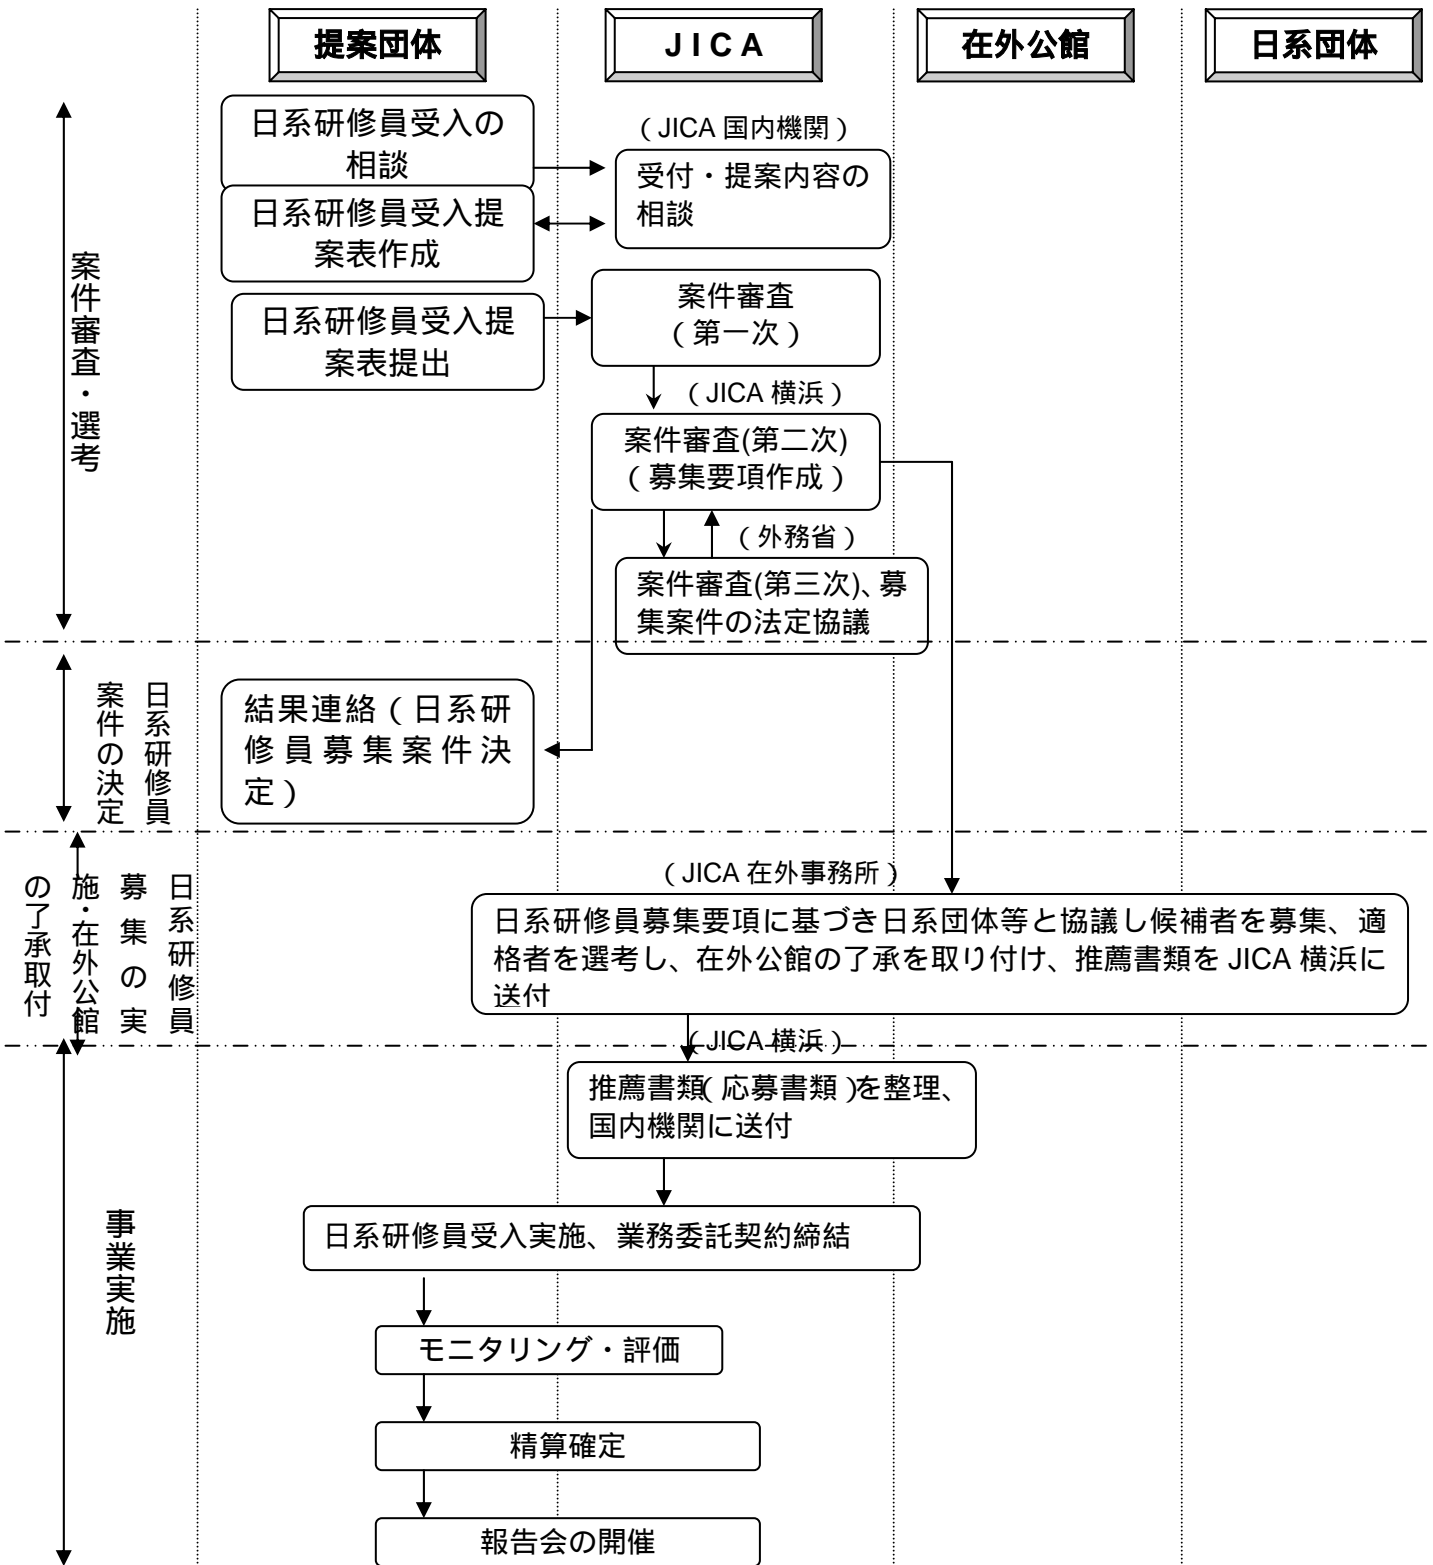 提案団体
JICA
在外公館
日系団体
案件審査・選考
日系研修員受入の
相談
(JICA 国内機関)
受付・提案内容の
相談
日系研修員受入提
案表作成
日系研修員受入提
案表提出
案件審査
(第一次)
(JICA 横浜)
案件審査(第二次)
(募集要項作成)
(外務省)
案件審査(第三次)、募
集案件の法定協議
日系研修員
案件の決定
結果連絡(日系研
修員募集案件決
定)
日系研修員
募集の実
施・在外公館
の了承取付
(JICA 在外事務所)
日系研修員募集要項に基づき日系団体等と協議し候補者を募集、適
格者を選考し、在外公館の了承を取り付け、推薦書類を JICA 横浜に
送付
(JICA 横浜)
推薦書類(応募書類)を整理、
国内機関に送付
事業実施
日系研修員受入実施、業務委託契約締結
モニタリング・評価
精算確定
報告会の開催